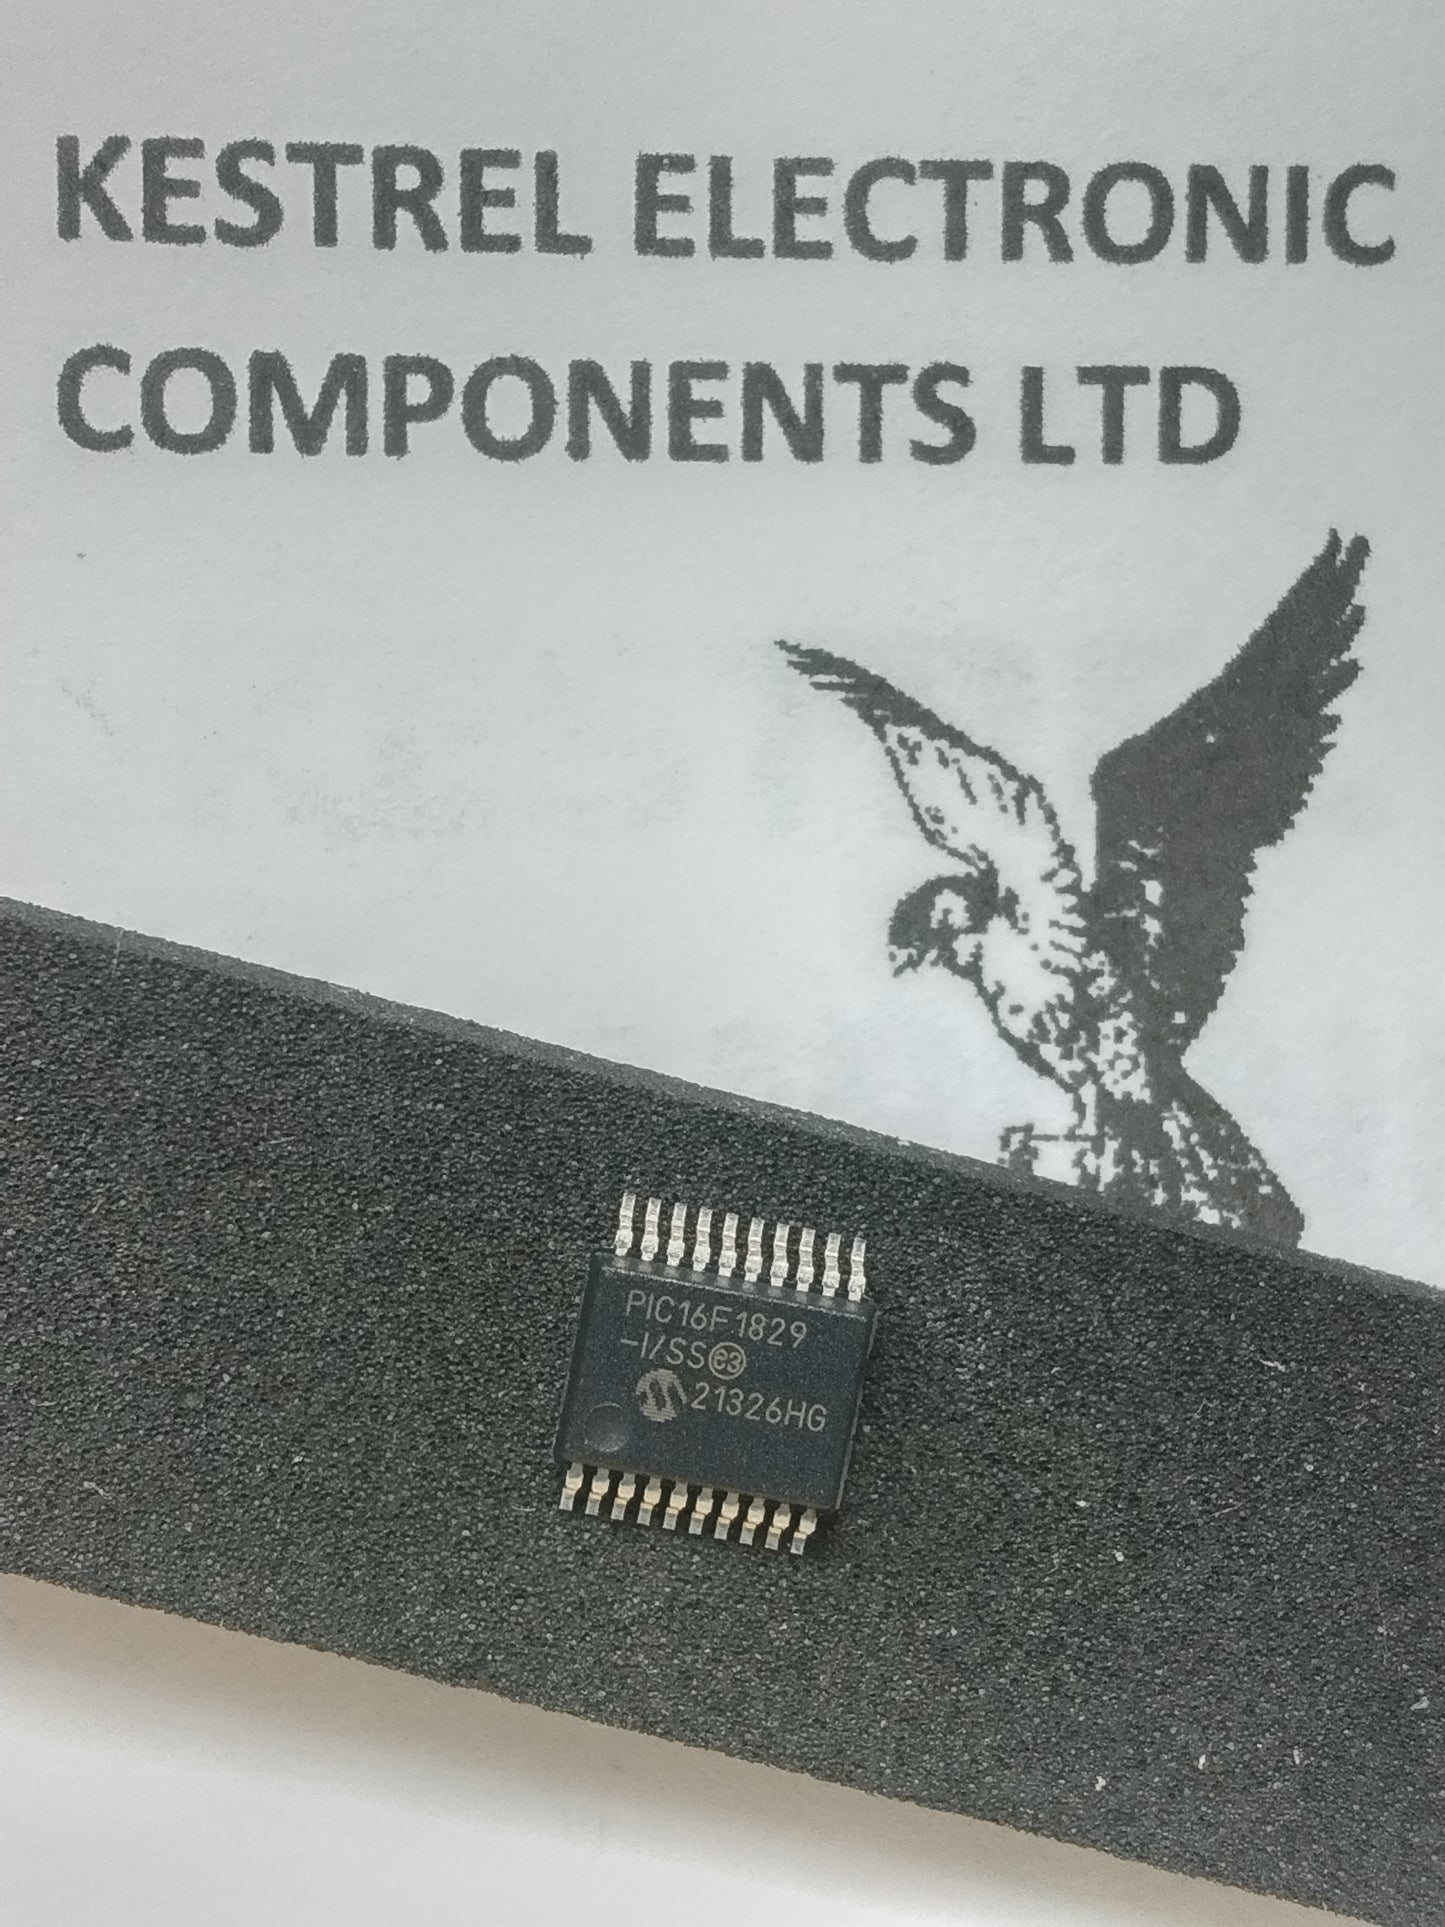 KESTREL ELECTRONIC
COMPONENTS LTD
PIC16F1829
-I/SS e3
21326HG